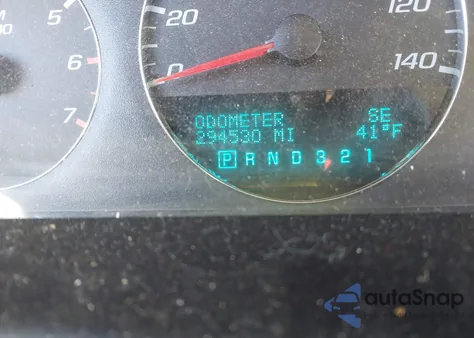 M
5
6
7
20
0
120
140
ODOMETER SE
294530 MI 41°F
P R N D 3 2 1
autoSnap